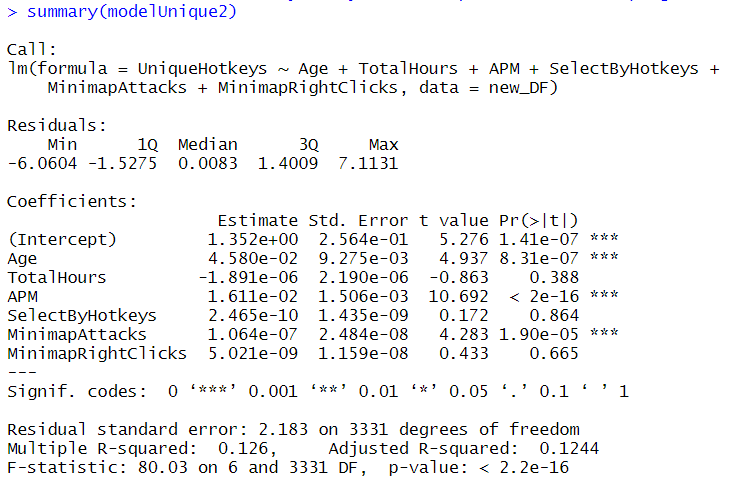 > summary(modelUnique2)
Call:
lm(formula = UniqueHotkeys ~ Age + TotalHours + APM + SelectByHotkeys +
    MinimapAttacks + MinimapRightClicks, data = new_DF)
Residuals:
    Min      1Q  Median      3Q     Max
-6.0604 -1.5275  0.0083  1.4009  7.1131
Coefficients:
                     Estimate Std. Error t value Pr(>|t|)
(Intercept)         1.352e+00  2.564e-01   5.276 1.41e-07 ***
Age                 4.580e-02  9.275e-03   4.937 8.31e-07 ***
TotalHours         -1.891e-06  2.190e-06  -0.863    0.388
APM                 1.611e-02  1.506e-03  10.692  < 2e-16 ***
SelectByHotkeys     2.465e-10  1.435e-09   0.172    0.864
MinimapAttacks      1.064e-07  2.484e-08   4.283 1.90e-05 ***
MinimapRightClicks  5.021e-09  1.159e-08   0.433    0.665
---
Signif. codes:  0 ‘***’ 0.001 ‘**’ 0.01 ‘*’ 0.05 ‘.’ 0.1 ‘ ’ 1
Residual standard error: 2.183 on 3331 degrees of freedom
Multiple R-squared:  0.126,	Adjusted R-squared:  0.1244
F-statistic: 80.03 on 6 and 3331 DF,  p-value: < 2.2e-16